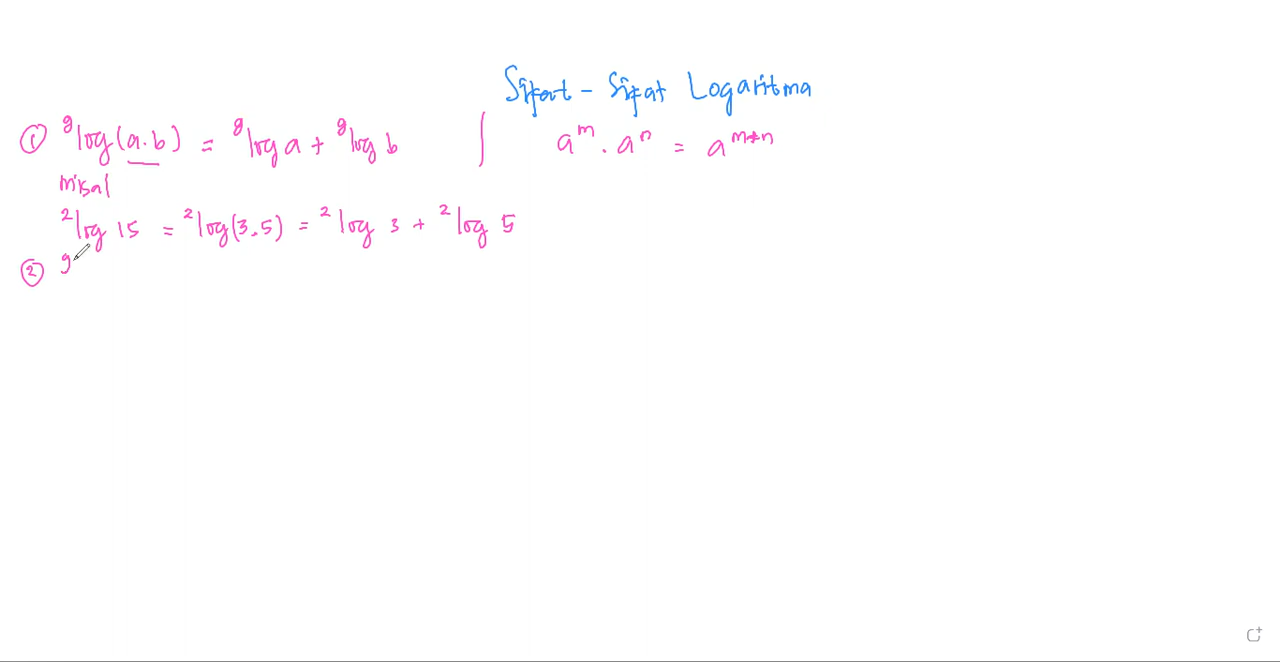 Sifat - Sifat Logaritma
① ᵍlog(a.b) = ᵍlog a + ᵍlog b | aᵐ . aⁿ = aᵐ⁺ⁿ
misal
²log 15 = ²log(3.5) = ²log 3 + ²log 5
② g